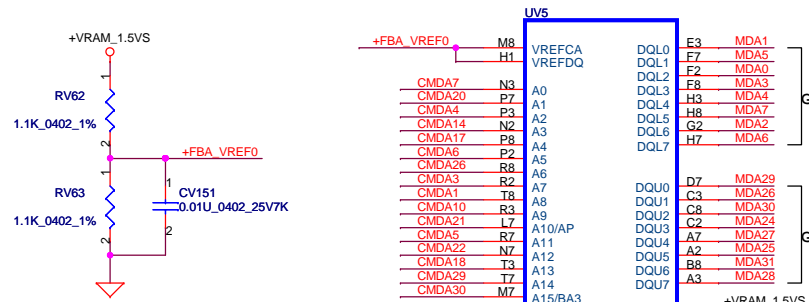 +VRAM_1.5VS
1
RV62
1.1K_0402_1%
2
+FBA_VREF0
1
RV63
1.1K_0402_1%
2
1
CV151
0.01U_0402_25V7K
2
UV5
+FBA_VREF0 M8 VREFCA
H1 VREFDQ
CMDA7 N3 A0
CMDA20 P7 A1
CMDA4 P3 A2
CMDA14 N2 A3
CMDA17 P8 A4
CMDA6 P2 A5
CMDA26 R8 A6
CMDA3 R2 A7
CMDA1 T8 A8
CMDA10 R3 A9
CMDA21 L7 A10/AP
CMDA5 R7 A11
CMDA22 N7 A12
CMDA18 T3 A13
CMDA29 T7 A14
CMDA30 M7 A15/BA3
DQL0 E3 MDA1
DQL1 F7 MDA5
DQL2 F2 MDA0
DQL3 F8 MDA3
DQL4 H3 MDA4
DQL5 H8 MDA7
DQL6 G2 MDA2
DQL7 H7 MDA6
G
DQU0 D7 MDA29
DQU1 C3 MDA26
DQU2 C8 MDA30
DQU3 C2 MDA24
DQU4 A7 MDA27
DQU5 A2 MDA25
DQU6 B8 MDA31
DQU7 A3 MDA28
G
+VRAM_1.5VS